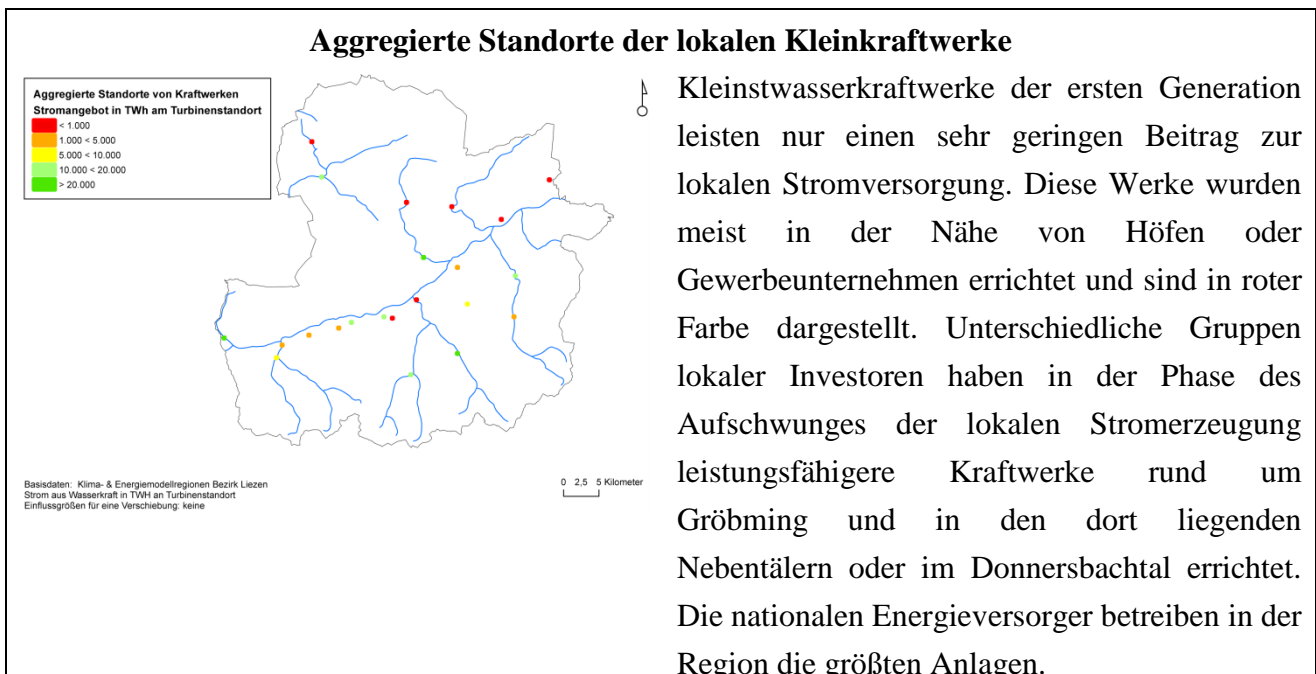 Aggregierte Standorte der lokalen Kleinkraftwerke
Aggregierte Standorte von Kraftwerken
Stromangebot in TWh am Turbinenstandort
< 1.000
1.000 < 5.000
5.000 < 10.000
10.000 < 20.000
> 20.000
Basisdaten: Klima- & Energiemodellregionen Bezirk Liezen
Strom aus Wasserkraft in TWH an Turbinenstandort
Einflussgrößen für eine Verschiebung: keine
0 2,5 5 Kilometer
Kleinstwasserkraftwerke der ersten Generation
leisten nur einen sehr geringen Beitrag zur
lokalen Stromversorgung. Diese Werke wurden
meist in der Nähe von Höfen oder
Gewerbeunternehmen errichtet und sind in roter
Farbe dargestellt. Unterschiedliche Gruppen
lokaler Investoren haben in der Phase des
Aufschwunges der lokalen Stromerzeugung
leistungsfähigere Kraftwerke rund um
Gröbming und in den dort liegenden
Nebentälern oder im Donnersbachtal errichtet.
Die nationalen Energieversorger betreiben in der
Region die größten Anlagen.